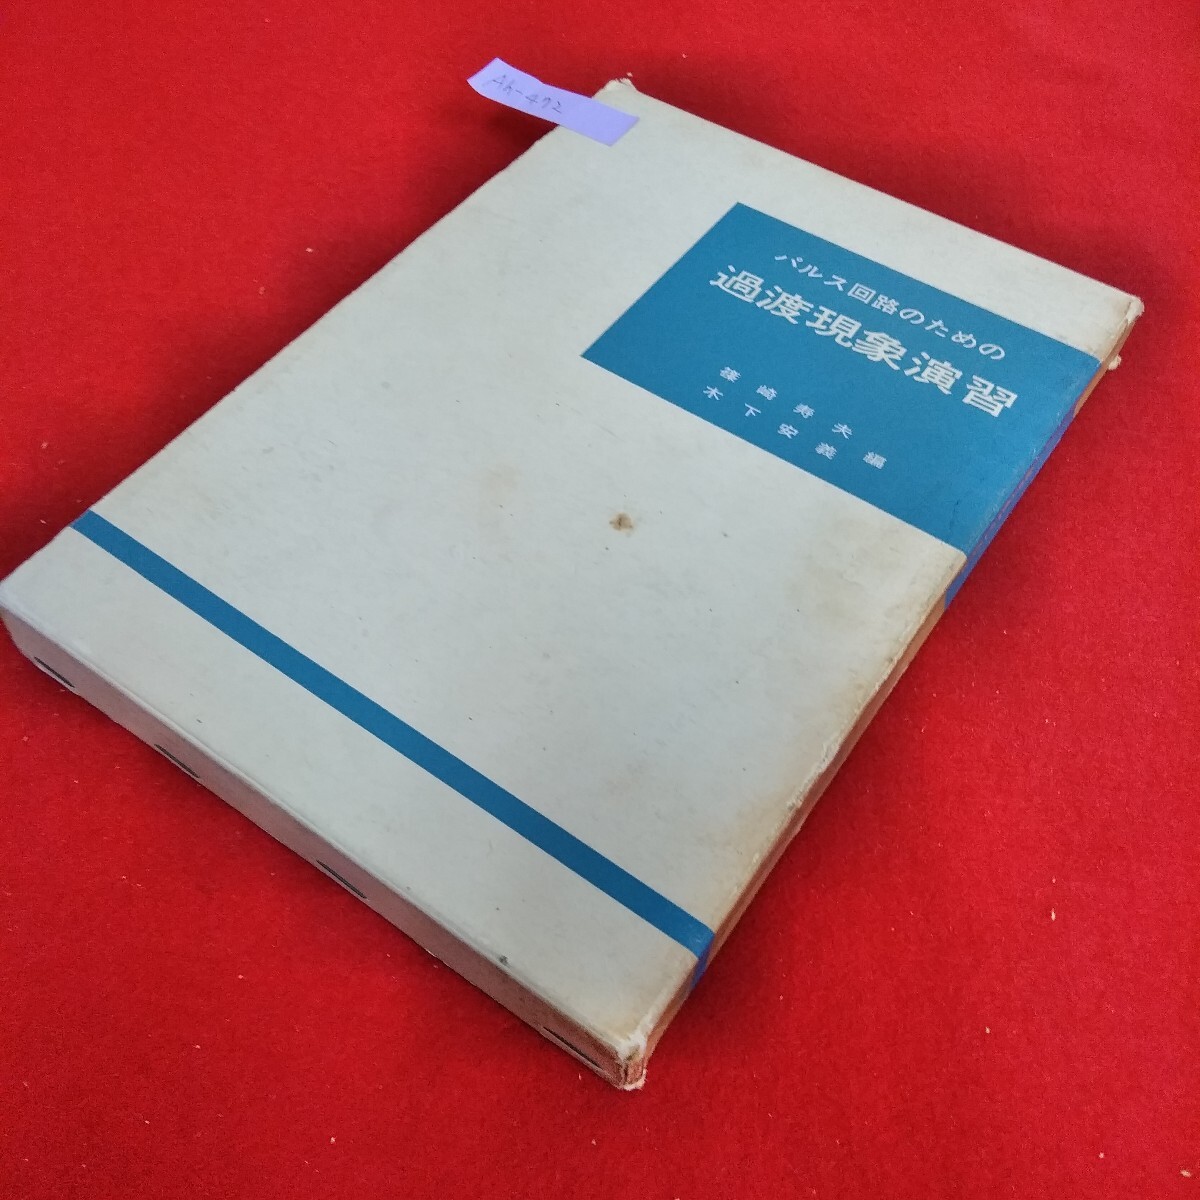 Ah-472
パルス回路のための
過渡現象演習
篠崎寿夫
木下安義編